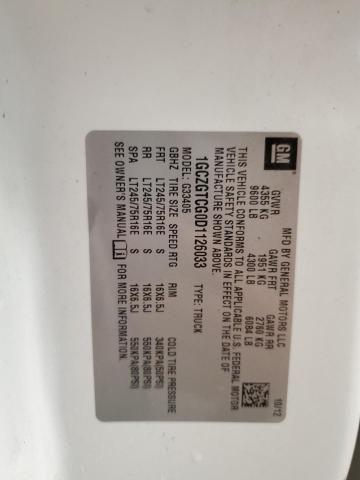 GM
MFD BY GENERAL MOTORS LLC 10/12
GVWR GAWR FRT GAWR RR
4355 KG 1951 KG 2760 KG
9600 LB 4300 LB 6084 LB
THIS VEHICLE CONFORMS TO ALL APPLICABLE U.S. FEDERAL MOTOR
VEHICLE SAFETY STANDARDS IN EFFECT ON THE DATE OF
MANUFACTURE SHOWN ABOVE.
1GCZGTCG0D1126033 TYPE: TRUCK
MODEL: G33405
GBHZ TIRE SIZE SPEED RTG RIM COLD TIRE PRESSURE
FRT LT245/75R16E S 16X6.5J 340KPA(50PSI)
RR LT245/75R16E S 16X6.5J 550KPA(80PSI)
SPA LT245/75R16E S 16X6.5J 550KPA(80PSI)
SEE OWNER'S MANUAL FOR MORE INFORMATION.